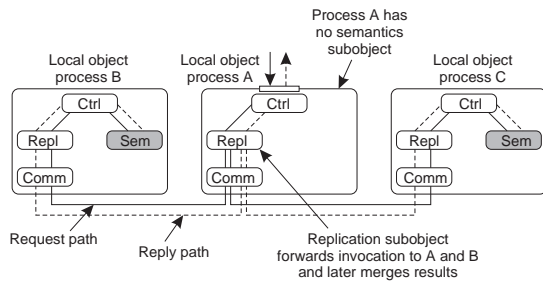 Process A has
no semantics
subobject
Local object
process B
Local object
process A
Local object
process C
Ctrl
Ctrl
Ctrl
Repl
Sem
Repl
Repl
Sem
Comm
Comm
Comm
Request path
Reply path
Replication subobject
forwards invocation to A and B
and later merges results